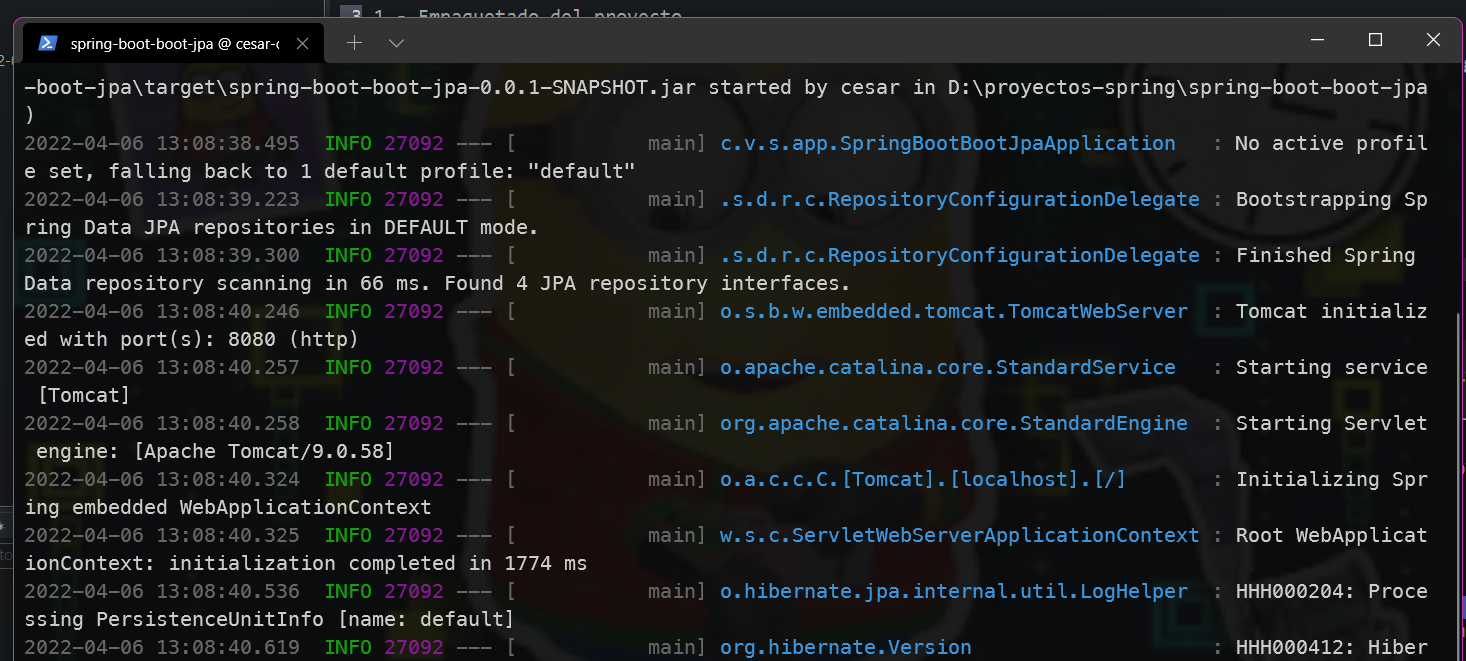 3 1 - Empaquetado del proyecto
spring-boot-boot-jpa @ cesar-
-boot-jpa\target\spring-boot-boot-jpa-0.0.1-SNAPSHOT.jar started by cesar in D:\proyectos-spring\spring-boot-boot-jpa
)
2022-04-06 13:08:38.495  INFO 27092 --- [           main] c.v.s.app.SpringBootBootJpaApplication   : No active profil
e set, falling back to 1 default profile: "default"
2022-04-06 13:08:39.223  INFO 27092 --- [           main] .s.d.r.c.RepositoryConfigurationDelegate : Bootstrapping Sp
ring Data JPA repositories in DEFAULT mode.
2022-04-06 13:08:39.300  INFO 27092 --- [           main] .s.d.r.c.RepositoryConfigurationDelegate : Finished Spring
Data repository scanning in 66 ms. Found 4 JPA repository interfaces.
2022-04-06 13:08:40.246  INFO 27092 --- [           main] o.s.b.w.embedded.tomcat.TomcatWebServer  : Tomcat initializ
ed with port(s): 8080 (http)
2022-04-06 13:08:40.257  INFO 27092 --- [           main] o.apache.catalina.core.StandardService   : Starting service
 [Tomcat]
2022-04-06 13:08:40.258  INFO 27092 --- [           main] org.apache.catalina.core.StandardEngine  : Starting Servlet
 engine: [Apache Tomcat/9.0.58]
2022-04-06 13:08:40.324  INFO 27092 --- [           main] o.a.c.c.C.[Tomcat].[localhost].[/]       : Initializing Spr
ing embedded WebApplicationContext
2022-04-06 13:08:40.325  INFO 27092 --- [           main] w.s.c.ServletWebServerApplicationContext : Root WebApplicat
ionContext: initialization completed in 1774 ms
2022-04-06 13:08:40.536  INFO 27092 --- [           main] o.hibernate.jpa.internal.util.LogHelper  : HHH000204: Proce
ssing PersistenceUnitInfo [name: default]
2022-04-06 13:08:40.619  INFO 27092 --- [           main] org.hibernate.Version                    : HHH000412: Hiber